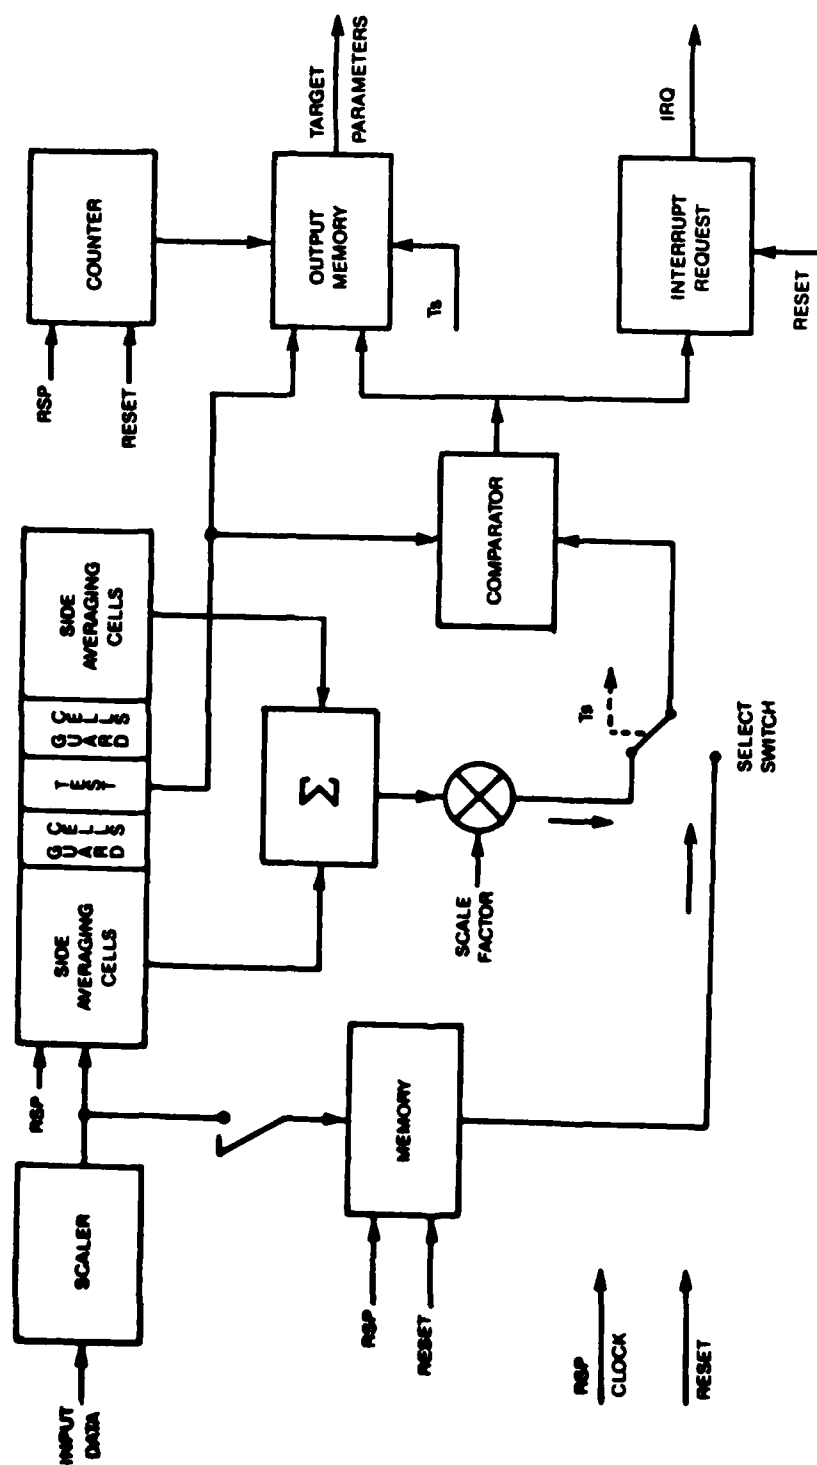 INPUT
DATA
SCALER
RSP
SIDE
AVERAGING
CELLS
GUARD
CELLS
TEST
GUARD
CELLS
SIDE
AVERAGING
CELLS
RSP
RESET
COUNTER
RSP
RESET
MEMORY
SCALE
FACTOR
Σ
Ts
SELECT
SWITCH
COMPARATOR
Ts
OUTPUT
MEMORY
TARGET
PARAMETERS
INTERRUPT
REQUEST
RESET
IRQ
RSP
CLOCK
RESET